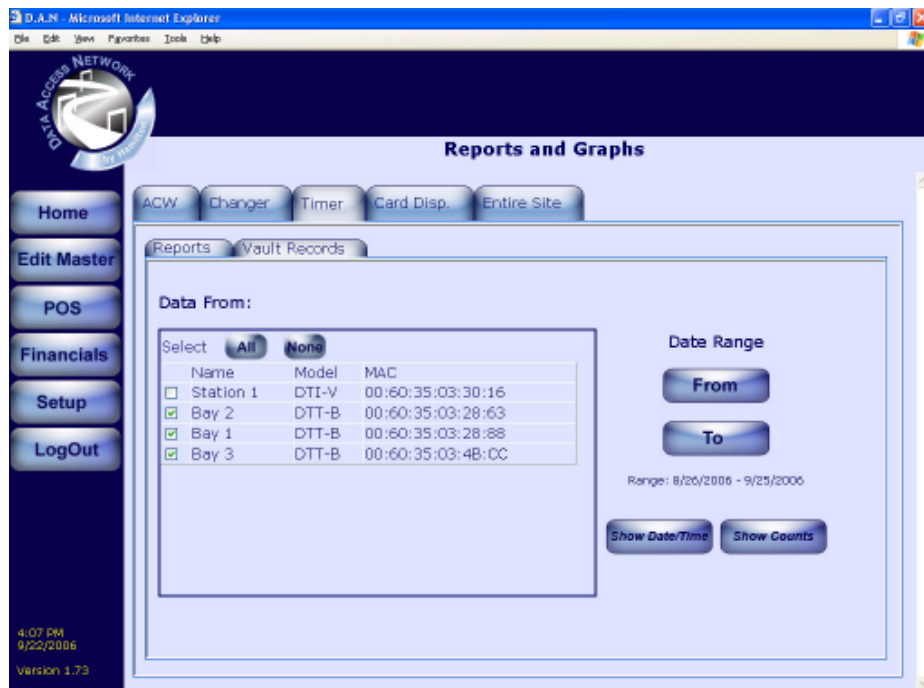 D.A.N - Microsoft Internet Explorer
File Edit View Favorites Tools Help
DATA ACCESS NETWORK
by Hamilton
Reports and Graphs
Home
Edit Master
POS
Financials
Setup
LogOut
4:07 PM
9/22/2006
Version 1.73
ACW Changer Timer Card Disp. Entire Site
Reports Vault Records
Data From:
Select All None
Name Model MAC
Station 1 DTI-V 00:60:35:03:30:16
Bay 2 DTT-B 00:60:35:03:28:63
Bay 1 DTT-B 00:60:35:03:28:88
Bay 3 DTT-B 00:60:35:03:4B:CC
Date Range
From
To
Range: 8/26/2006 - 9/25/2006
Show Date/Time Show Counts